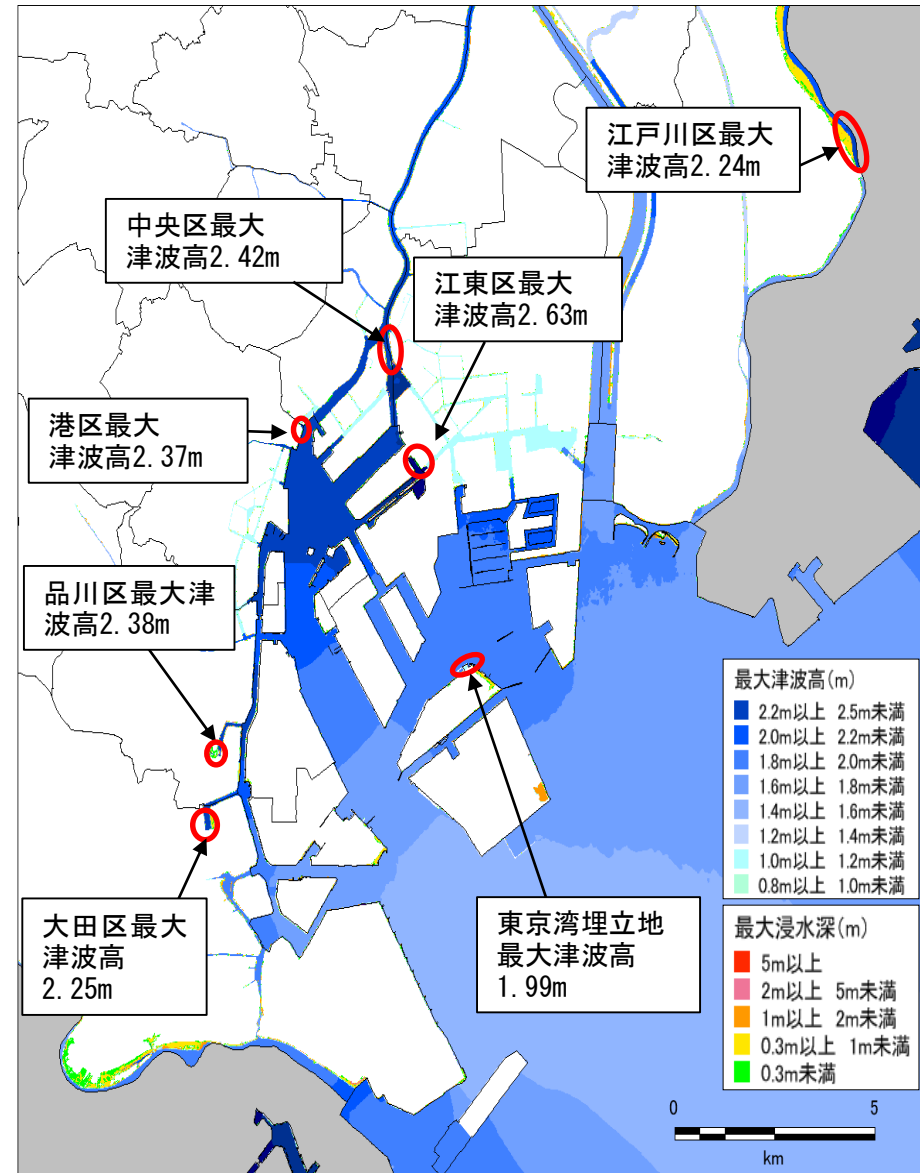 江戸川区最大
津波高2.24m
中央区最大
津波高2.42m
江東区最大
津波高2.63m
港区最大
津波高2.37m
品川区最大津
波高2.38m
大田区最大
津波高
2.25m
東京湾埋立地
最大津波高
1.99m
最大津波高(m)
2.2m以上 2.5m未満
2.0m以上 2.2m未満
1.8m以上 2.0m未満
1.6m以上 1.8m未満
1.4m以上 1.6m未満
1.2m以上 1.4m未満
1.0m以上 1.2m未満
0.8m以上 1.0m未満
最大浸水深(m)
5m以上
2m以上 5m未満
1m以上 2m未満
0.3m以上 1m未満
0.3m未満
0 5
km